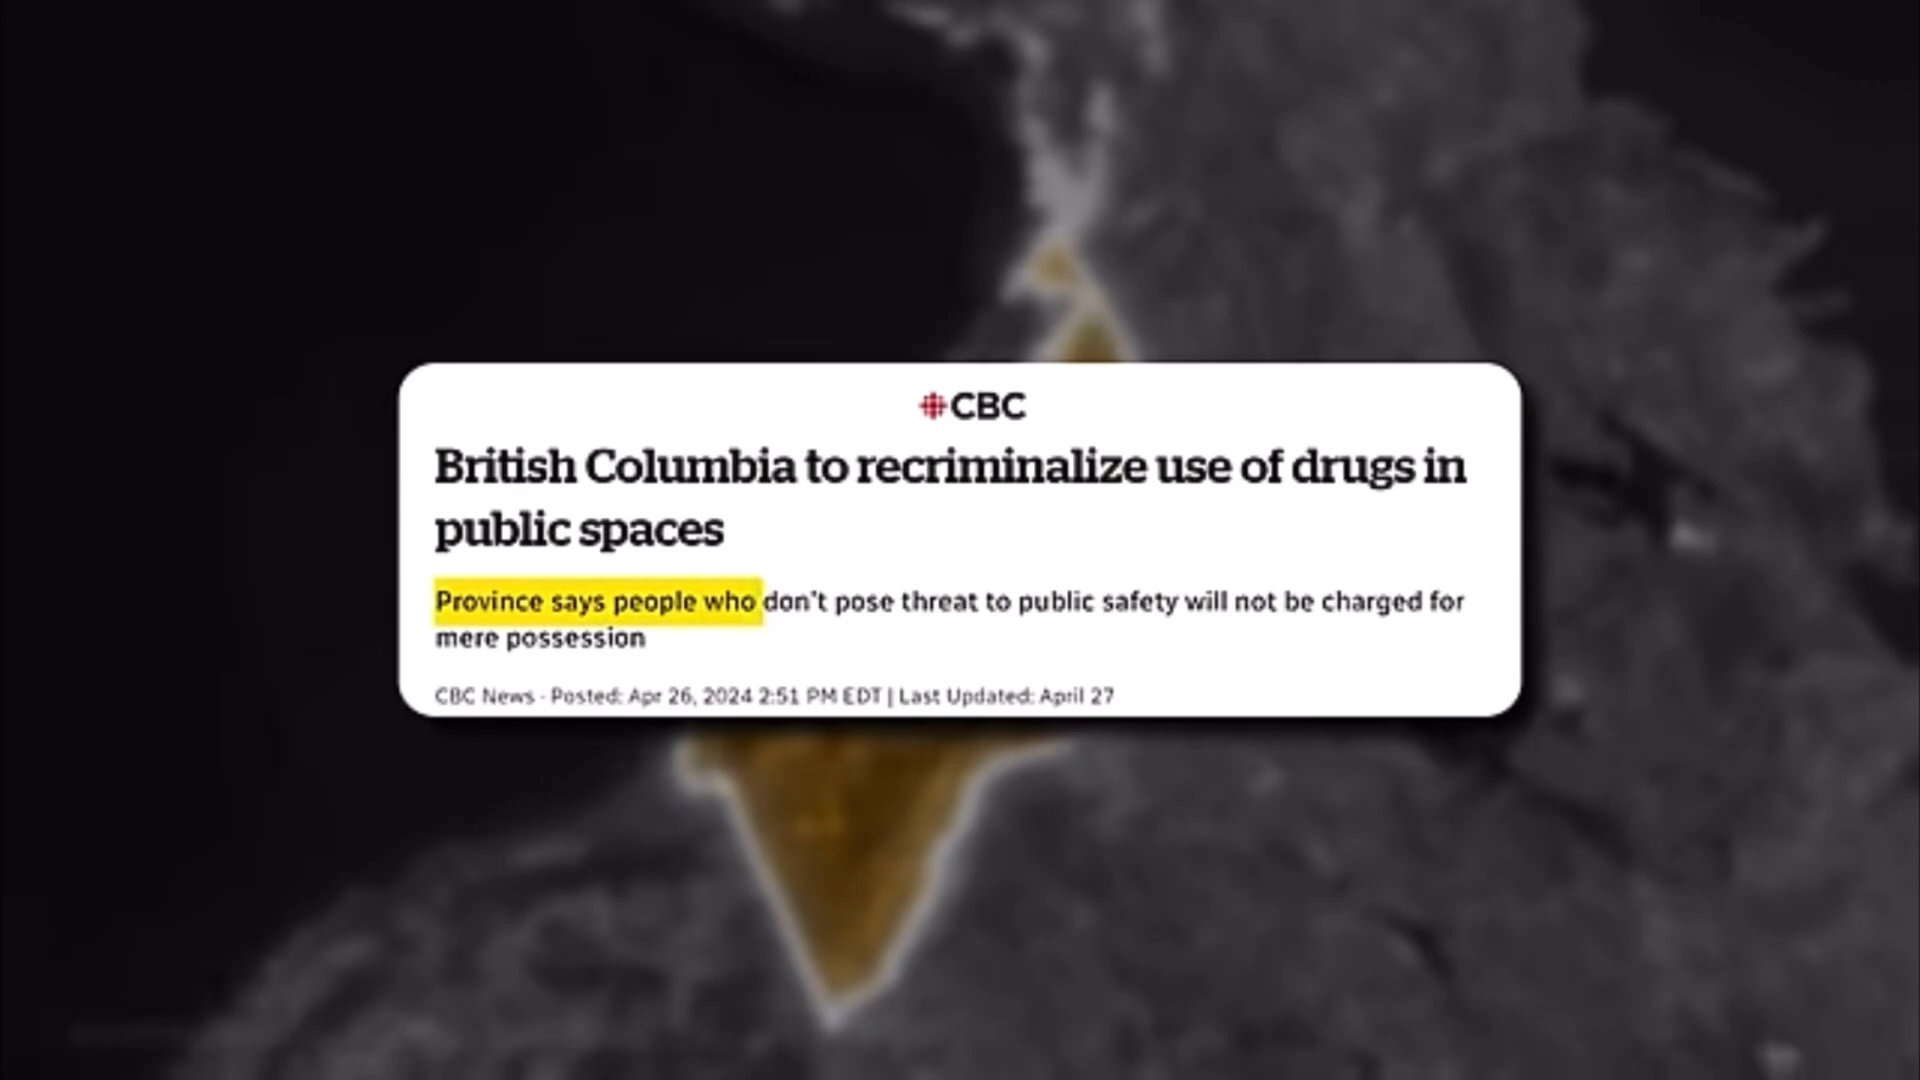 CBC
British Columbia to recriminalize use of drugs in
public spaces
Province says people who don't pose threat to public safety will not be charged for
mere possession
CBC News · Posted: Apr 26, 2024 2:51 PM EDT | Last Updated: April 27